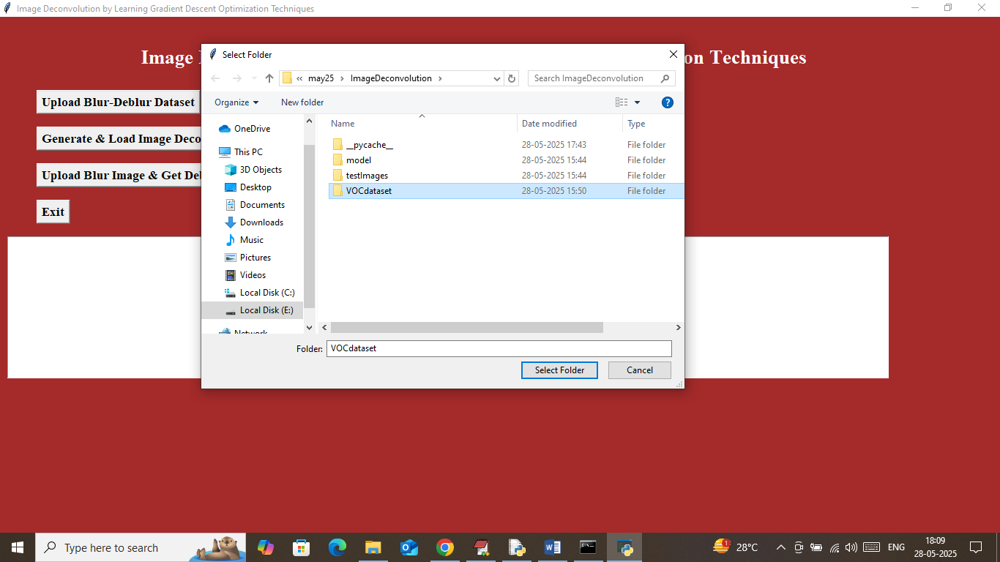 Image Deconvolution by Learning Gradient Descent Optimization Techniques
Image
on Techniques
Select Folder
« may25 > ImageDeconvolution >
Search ImageDeconvolution
Organize
New folder
?
Name
Date modified
Type
OneDrive
This PC
3D Objects
Desktop
Documents
Downloads
Music
Pictures
Videos
Local Disk (C:)
Local Disk (E:)
Network
__pycache__ 28-05-2025 17:43 File folder
model 28-05-2025 15:44 File folder
testImages 28-05-2025 15:44 File folder
VOCdataset 28-05-2025 15:50 File folder
Folder: VOCdataset
Select Folder
Cancel
Upload Blur-Deblur Dataset
Generate & Load Image Deco
Upload Blur Image & Get Deb
Exit
Type here to search
1
28°C
ENG
18:09
28-05-2025